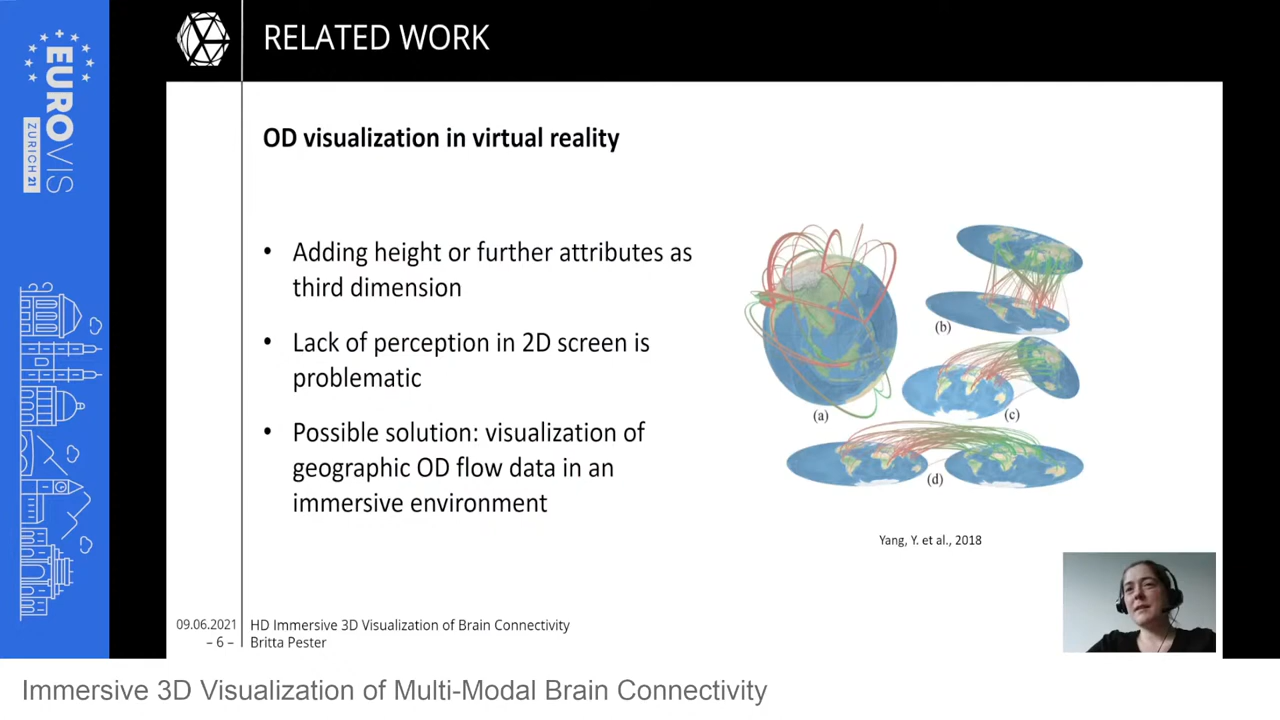 EUROVIS
ZURICH 21
RELATED WORK
OD visualization in virtual reality
• Adding height or further attributes as
third dimension
• Lack of perception in 2D screen is
problematic
• Possible solution: visualization of
geographic OD flow data in an
immersive environment
(a)
(b)
(c)
(d)
Yang, Y. et al., 2018
09.06.2021
– 6 –
HD Immersive 3D Visualization of Brain Connectivity
Britta Pester
Immersive 3D Visualization of Multi-Modal Brain Connectivity